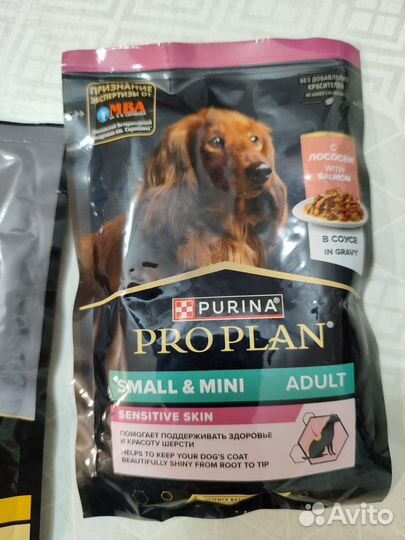 ПРИЗНАНИЕ
ЭКСПЕРТИЗЫ ОТ
МВА
БЕЗ ДОБАВЛЕНИЯ
КРАСИТЕЛЕЙ
С
ЛОСОСЕМ
WITH
SALMON
В СОУСЕ
IN GRAVY
PURINA®
PRO PLAN®
SMALL & MINI ADULT
SENSITIVE SKIN
ПОМОГАЕТ ПОДДЕРЖИВАТЬ ЗДОРОВЬЕ
И КРАСОТУ ШЕРСТИ
HELPS TO KEEP YOUR DOG'S COAT
BEAUTIFULLY SHINY FROM ROOT TO TIP
Avito